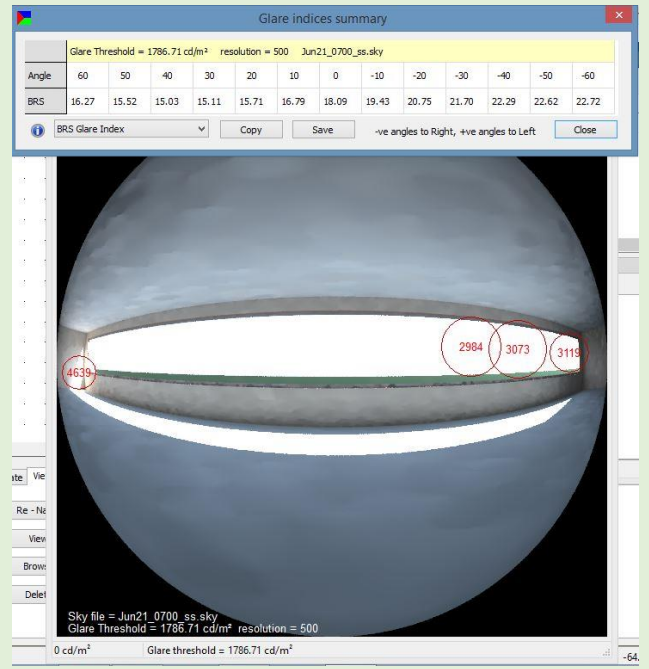 Glare indices summary
Glare Threshold = 1786.71 cd/m² resolution = 500 Jun21_0700_ss.sky
Angle 60 50 40 30 20 10 0 -10 -20 -30 -40 -50 -60
BRS 16.27 15.52 15.03 15.11 15.71 16.79 18.09 19.43 20.75 21.70 22.29 22.62 22.72
BRS Glare Index Copy Save -ve angles to Right, +ve angles to Left Close
2984 3073 3119
4639
ate Vie
Re - Na
View
Brow
Delet
Sky file = Jun21_0700_ss.sky
Glare Threshold = 1786.71 cd/m² resolution = 500
0 cd/m² Glare threshold = 1786.71 cd/m²
-64.